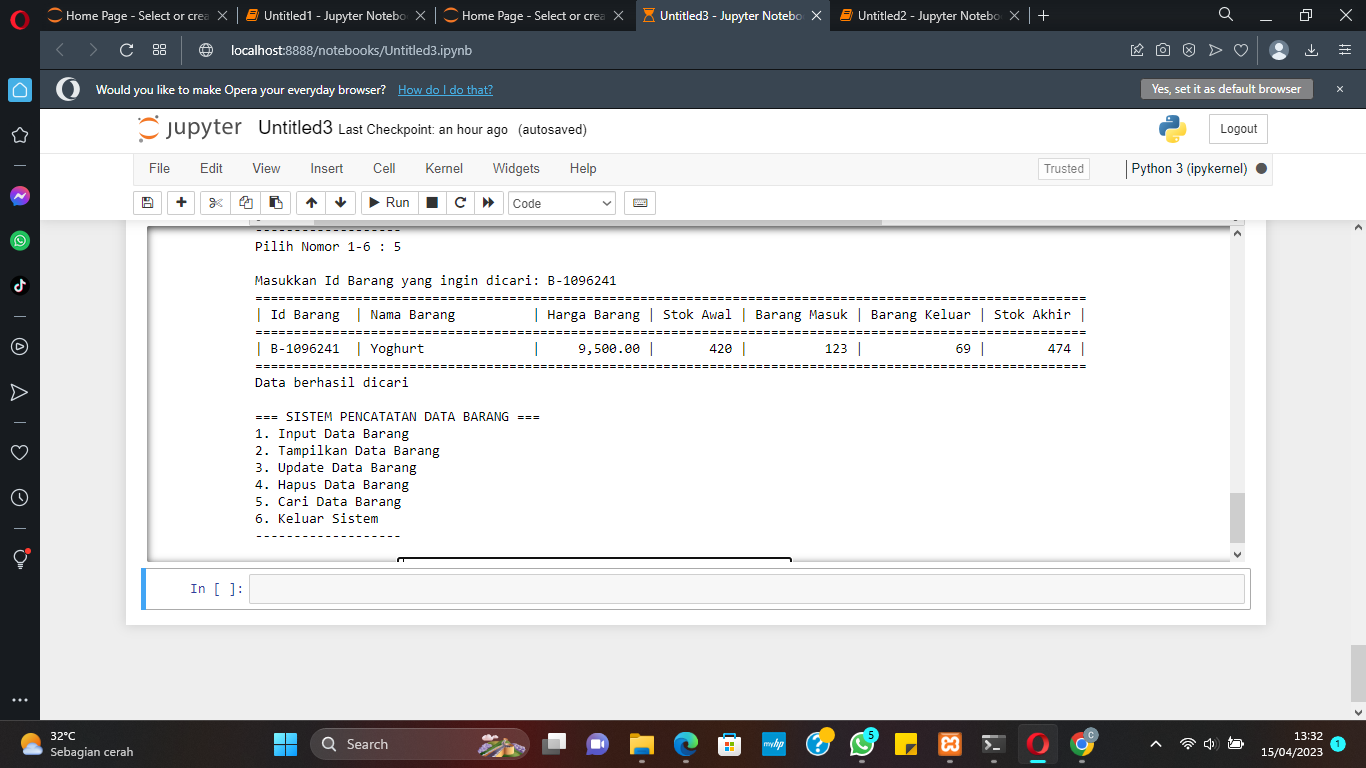 Home Page - Select or crea
Untitled1 - Jupyter Notebo
Home Page - Select or crea
Untitled3 - Jupyter Notebo
Untitled2 - Jupyter Notebo
localhost:8888/notebooks/Untitled3.ipynb
Would you like to make Opera your everyday browser? How do I do that?
Yes, set it as default browser
jupyter Untitled3 Last Checkpoint: an hour ago (autosaved)
Logout
File Edit View Insert Cell Kernel Widgets Help
Trusted
Python 3 (ipykernel)
Run
Code
-------------------
Pilih Nomor 1-6 : 5
Masukkan Id Barang yang ingin dicari: B-1096241
============================================================================================================
| Id Barang | Nama Barang | Harga Barang | Stok Awal | Barang Masuk | Barang Keluar | Stok Akhir |
============================================================================================================
| B-1096241 | Yoghurt | 9,500.00 | 420 | 123 | 69 | 474 |
============================================================================================================
Data berhasil dicari
=== SISTEM PENCATATAN DATA BARANG ===
1. Input Data Barang
2. Tampilkan Data Barang
3. Update Data Barang
4. Hapus Data Barang
5. Cari Data Barang
6. Keluar Sistem
-------------------
In [ ]:
32°C
Sebagian cerah
Search
myhp
5
C
13:32
15/04/2023
1